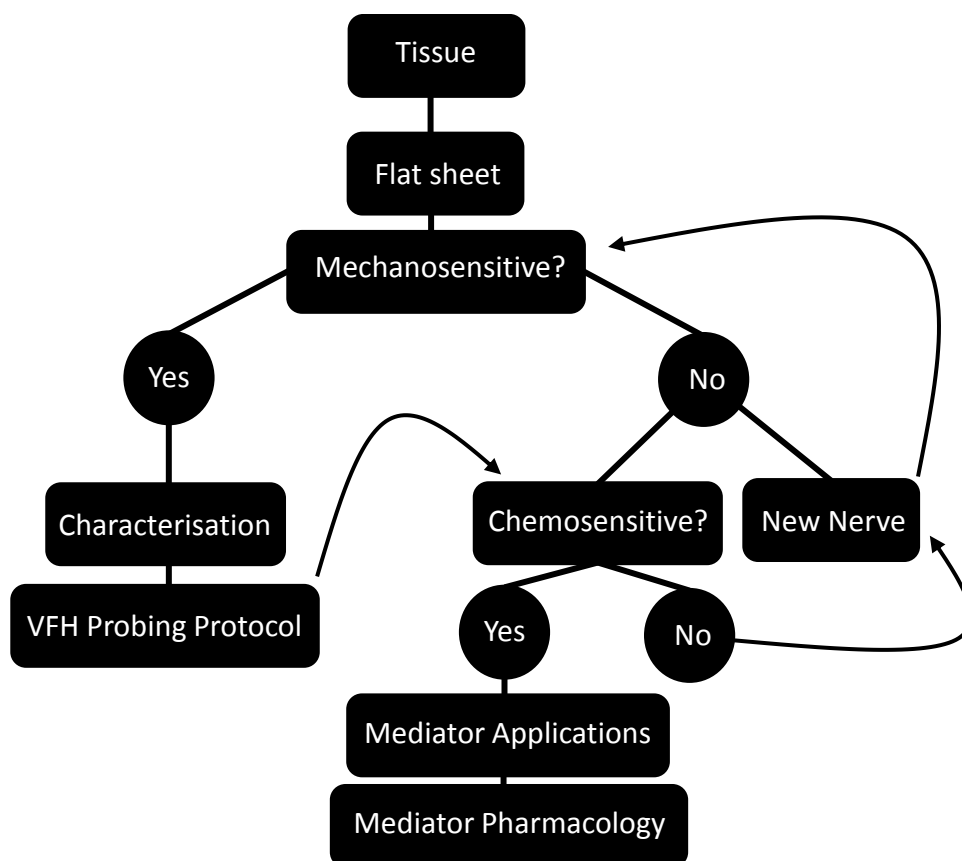 Tissue
Flat sheet
Mechanosensitive?
Yes
No
Characterisation
Chemosensitive?
New Nerve
VFH Probing Protocol
Yes
No
Mediator Applications
Mediator Pharmacology